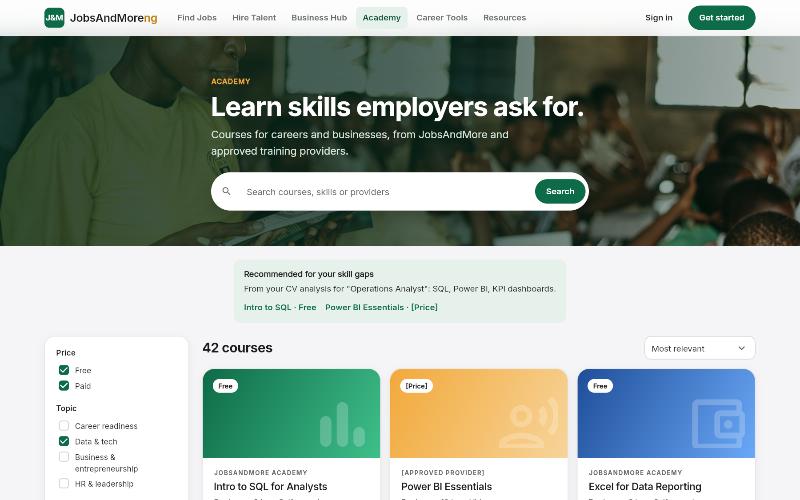 J&M JobsAndMoreng Find Jobs Hire Talent Business Hub Academy Career Tools Resources Sign in Get started
ACADEMY
Learn skills employers ask for.
Courses for careers and businesses, from JobsAndMore and
approved training providers.
Search courses, skills or providers Search
Recommended for your skill gaps
From your CV analysis for "Operations Analyst": SQL, Power BI, KPI dashboards.
Intro to SQL · Free Power BI Essentials · [Price]
Price
Free
Paid
Topic
Career readiness
Data & tech
Business &
entrepreneurship
HR & leadership
42 courses
Most relevant
Free
JOBSANDMORE ACADEMY
Intro to SQL for Analysts
[Price]
[APPROVED PROVIDER]
Power BI Essentials
Free
JOBSANDMORE ACADEMY
Excel for Data Reporting